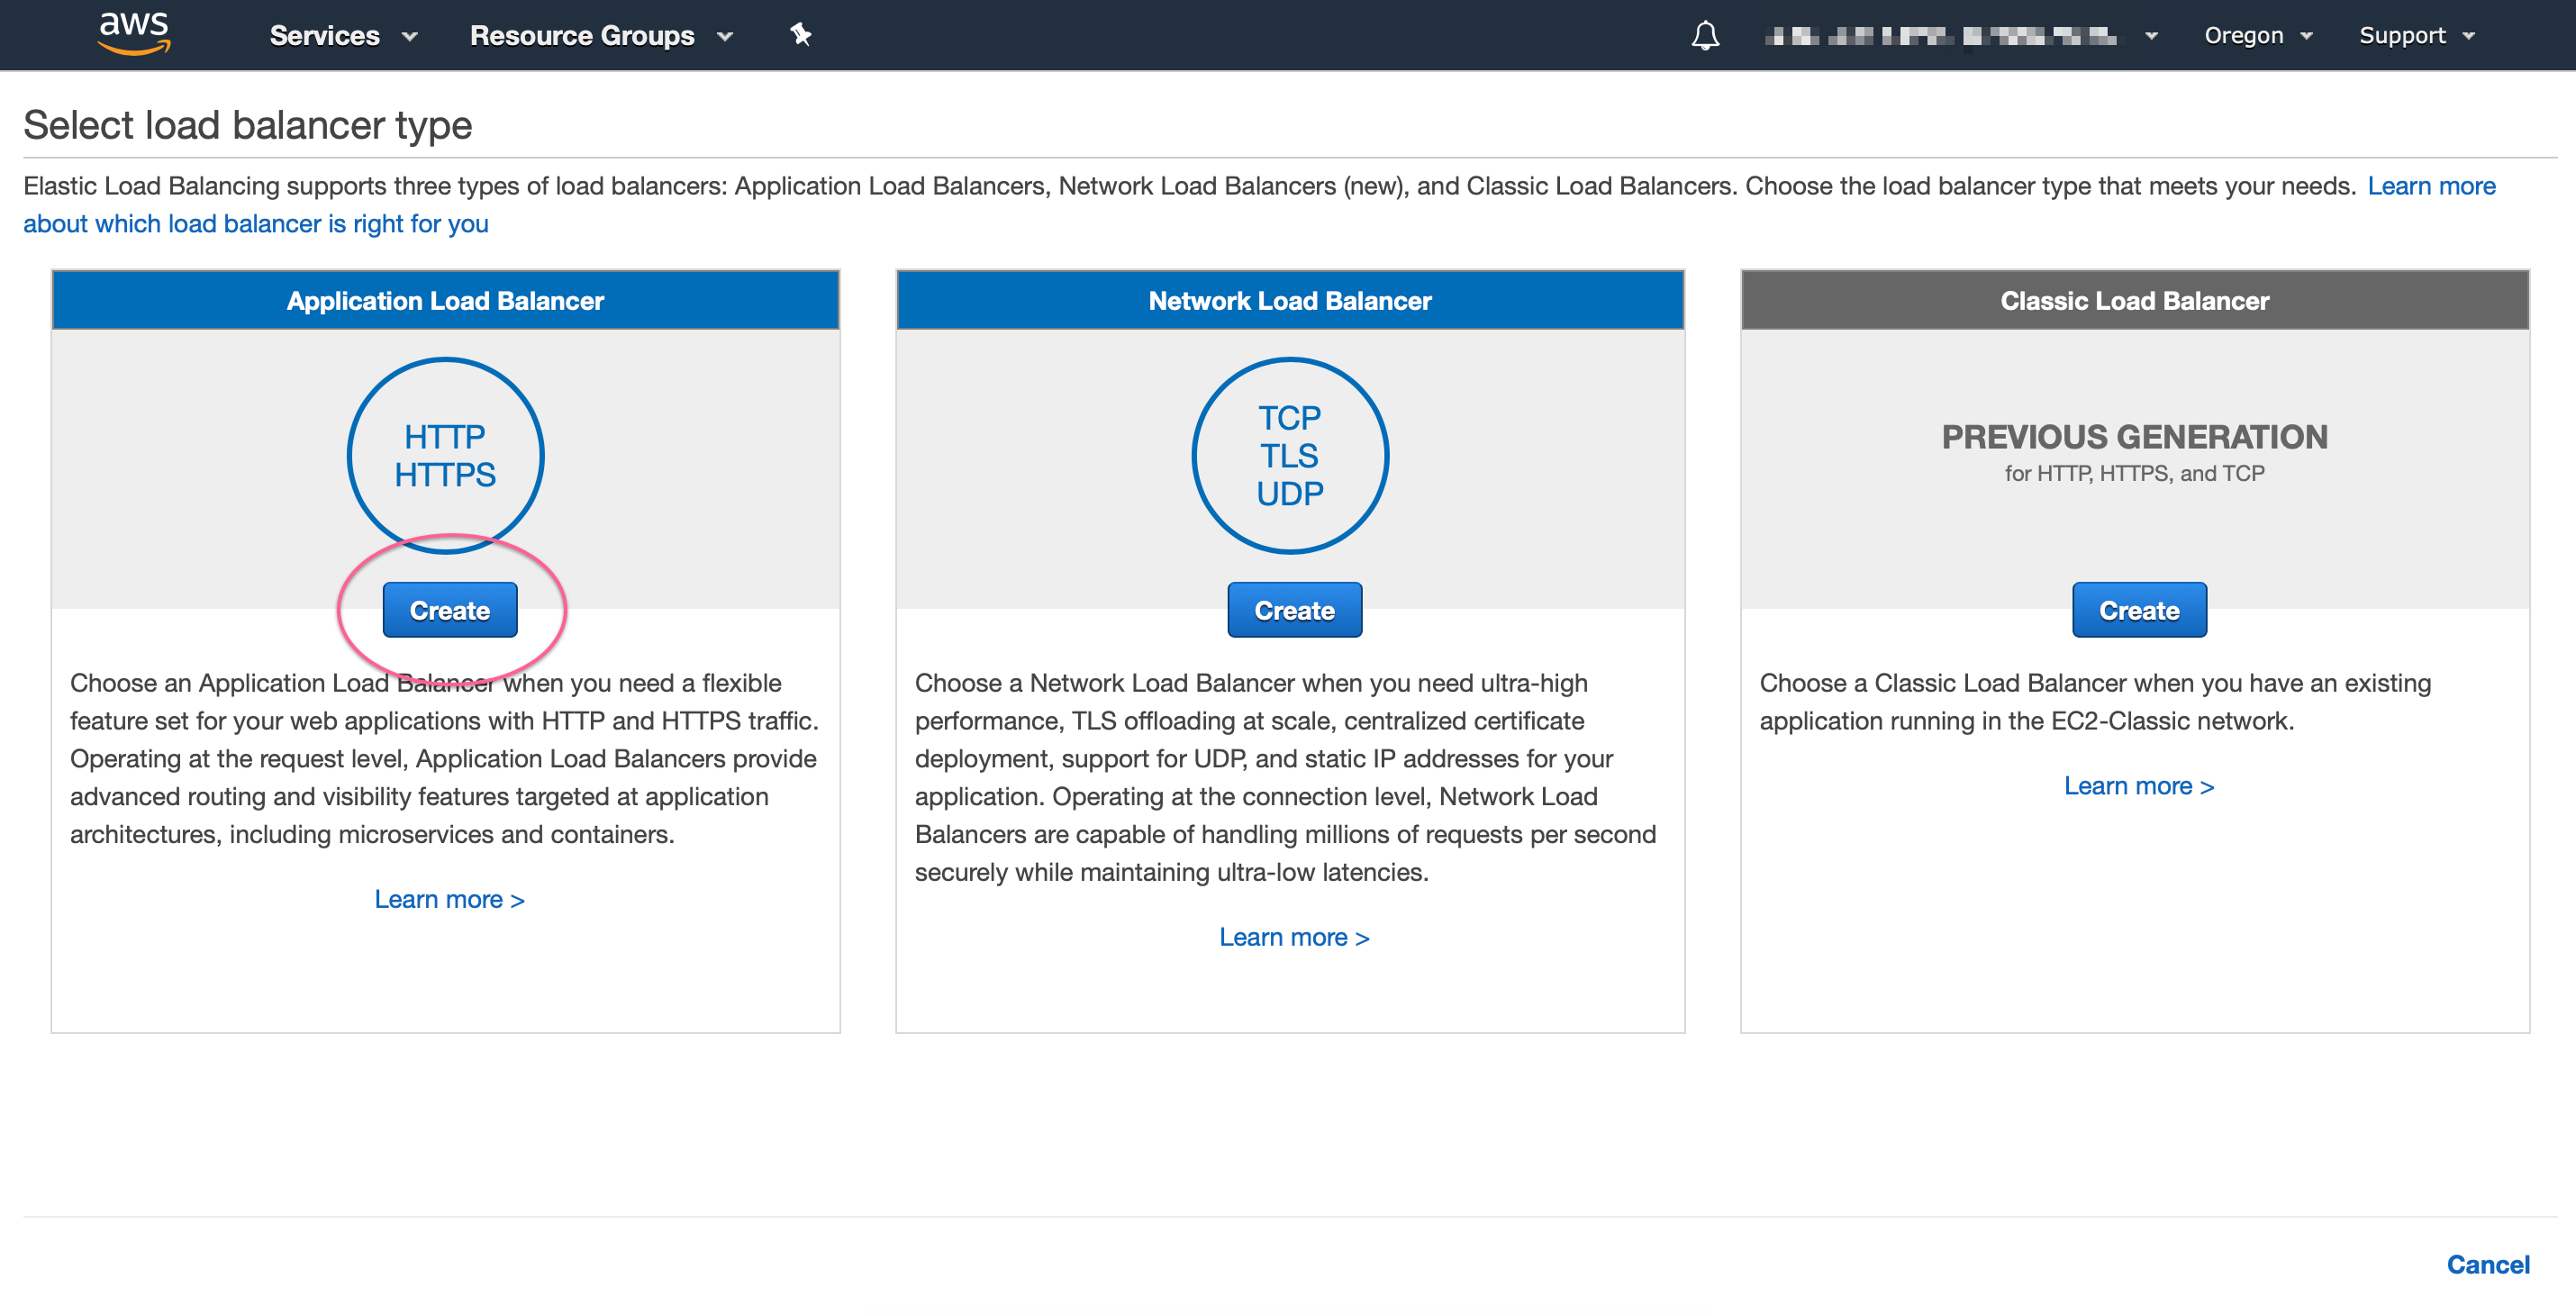 aws Services Resource Groups Oregon Support
Select load balancer type
Elastic Load Balancing supports three types of load balancers: Application Load Balancers, Network Load Balancers (new), and Classic Load Balancers. Choose the load balancer type that meets your needs. Learn more
about which load balancer is right for you
Application Load Balancer
HTTP
HTTPS
Create
Choose an Application Load Balancer when you need a flexible
feature set for your web applications with HTTP and HTTPS traffic.
Operating at the request level, Application Load Balancers provide
advanced routing and visibility features targeted at application
architectures, including microservices and containers.
Learn more >
Network Load Balancer
TCP
TLS
UDP
Create
Choose a Network Load Balancer when you need ultra-high
performance, TLS offloading at scale, centralized certificate
deployment, support for UDP, and static IP addresses for your
application. Operating at the connection level, Network Load
Balancers are capable of handling millions of requests per second
securely while maintaining ultra-low latencies.
Learn more >
Classic Load Balancer
PREVIOUS GENERATION
for HTTP, HTTPS, and TCP
Create
Choose a Classic Load Balancer when you have an existing
application running in the EC2-Classic network.
Learn more >
Cancel